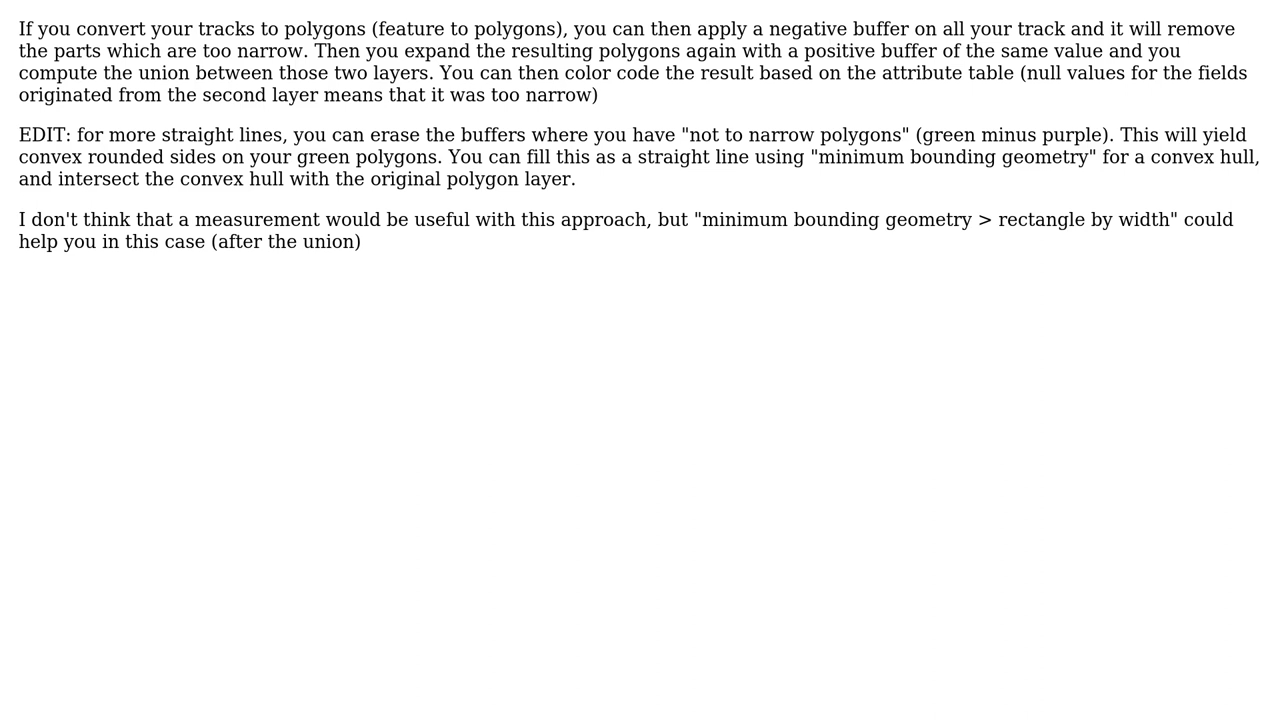 If you convert your tracks to polygons (feature to polygons), you can then apply a negative buffer on all your track and it will remove
the parts which are too narrow. Then you expand the resulting polygons again with a positive buffer of the same value and you
compute the union between those two layers. You can then color code the result based on the attribute table (null values for the fields
originated from the second layer means that it was too narrow)
EDIT: for more straight lines, you can erase the buffers where you have "not to narrow polygons" (green minus purple). This will yield
convex rounded sides on your green polygons. You can fill this as a straight line using "minimum bounding geometry" for a convex hull,
and intersect the convex hull with the original polygon layer.
I don't think that a measurement would be useful with this approach, but "minimum bounding geometry > rectangle by width" could
help you in this case (after the union)